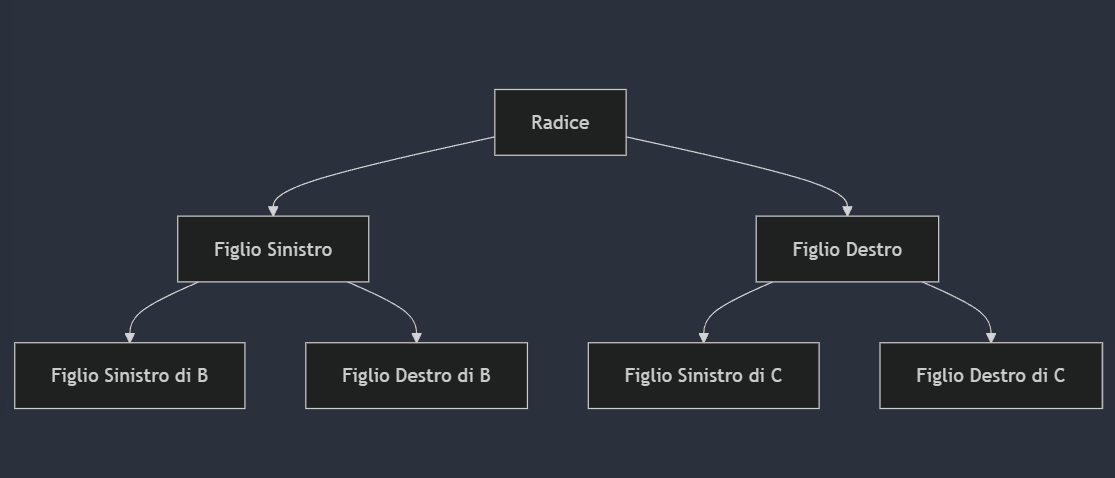 Radice
Figlio Sinistro
Figlio Destro
Figlio Sinistro di B
Figlio Destro di B
Figlio Sinistro di C
Figlio Destro di C